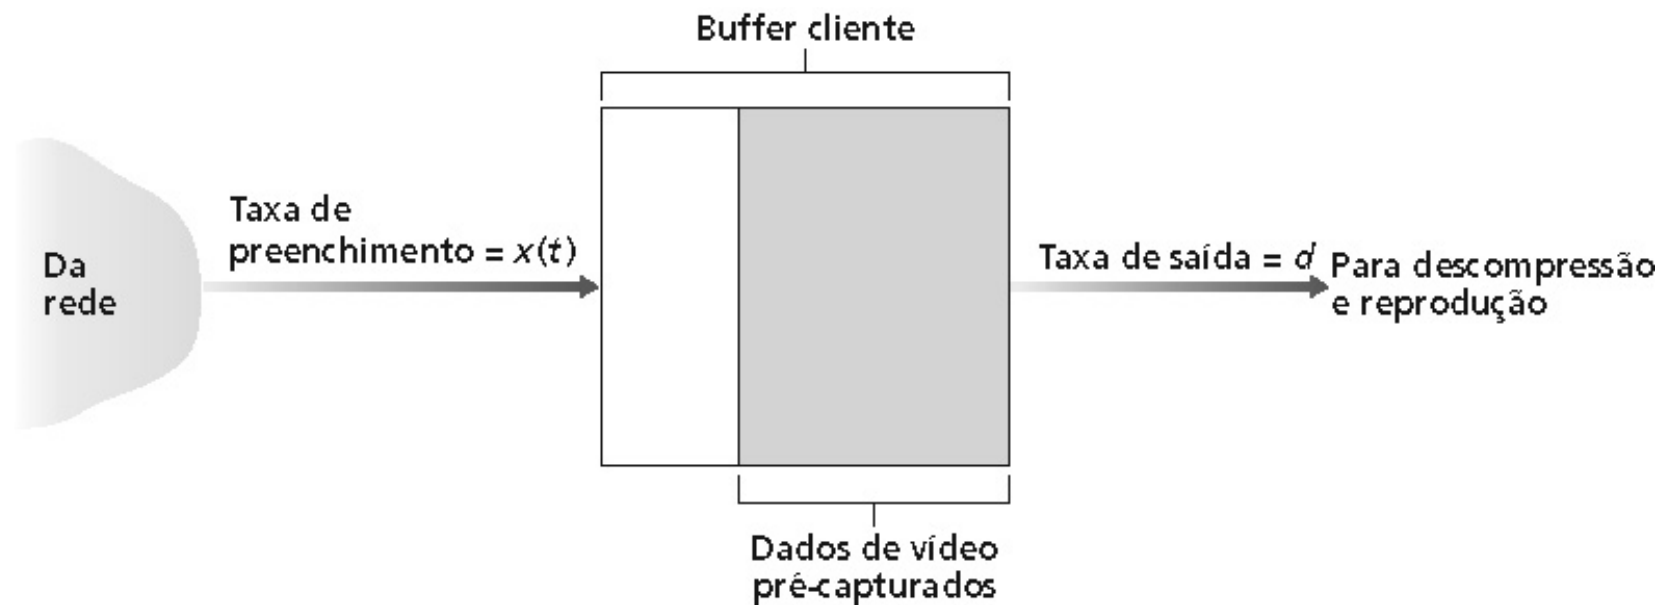 Buffer cliente
Da
rede
Taxa de
preenchimento = x(t)
Taxa de saída = d
Para descompressão
e reprodução
Dados de vídeo
pré-capturados